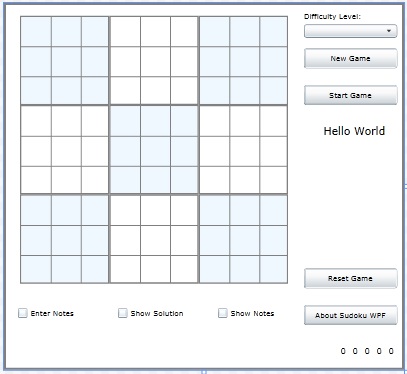 Difficulty Level:
New Game
Start Game
Hello World
Reset Game
Enter Notes
Show Solution
Show Notes
About Sudoku WPF
0 0 0 0 0